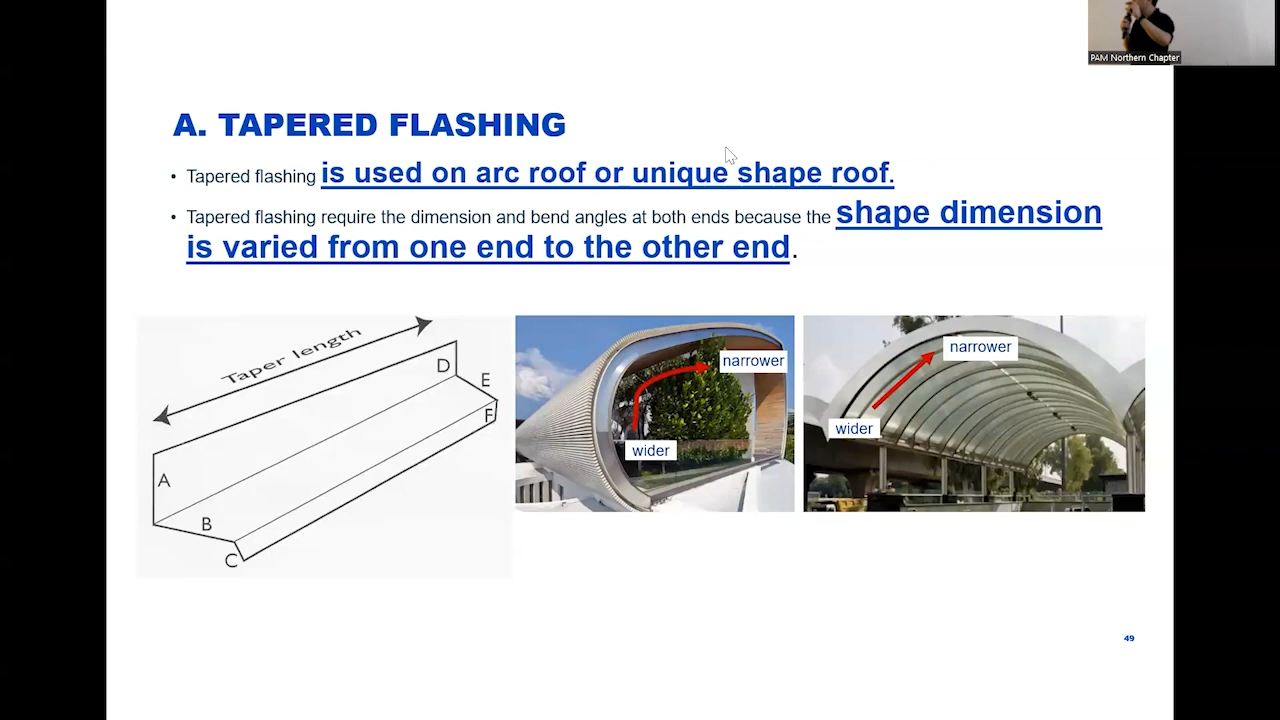 PAM Northern Chapter
A. TAPERED FLASHING
• Tapered flashing is used on arc roof or unique shape roof.
• Tapered flashing require the dimension and bend angles at both ends because the shape dimension
is varied from one end to the other end.
Taper length
D
E
F
A
B
C
narrower
wider
narrower
wider
49